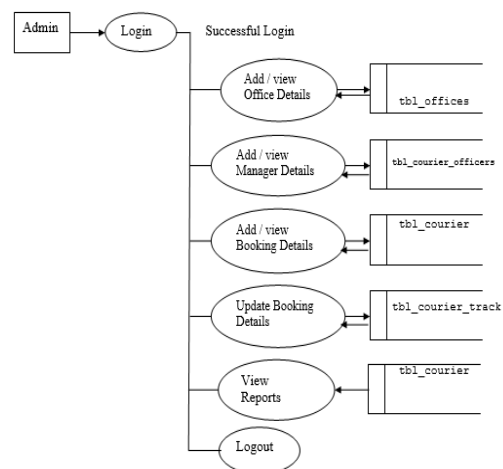 Admin
Login
Successful Login
Add / view
Office Details
tbl_offices
Add / view
Manager Details
tbl_courier_officers
Add / view
Booking Details
tbl_courier
Update Booking
Details
tbl_courier_track
View
Reports
tbl_courier
Logout